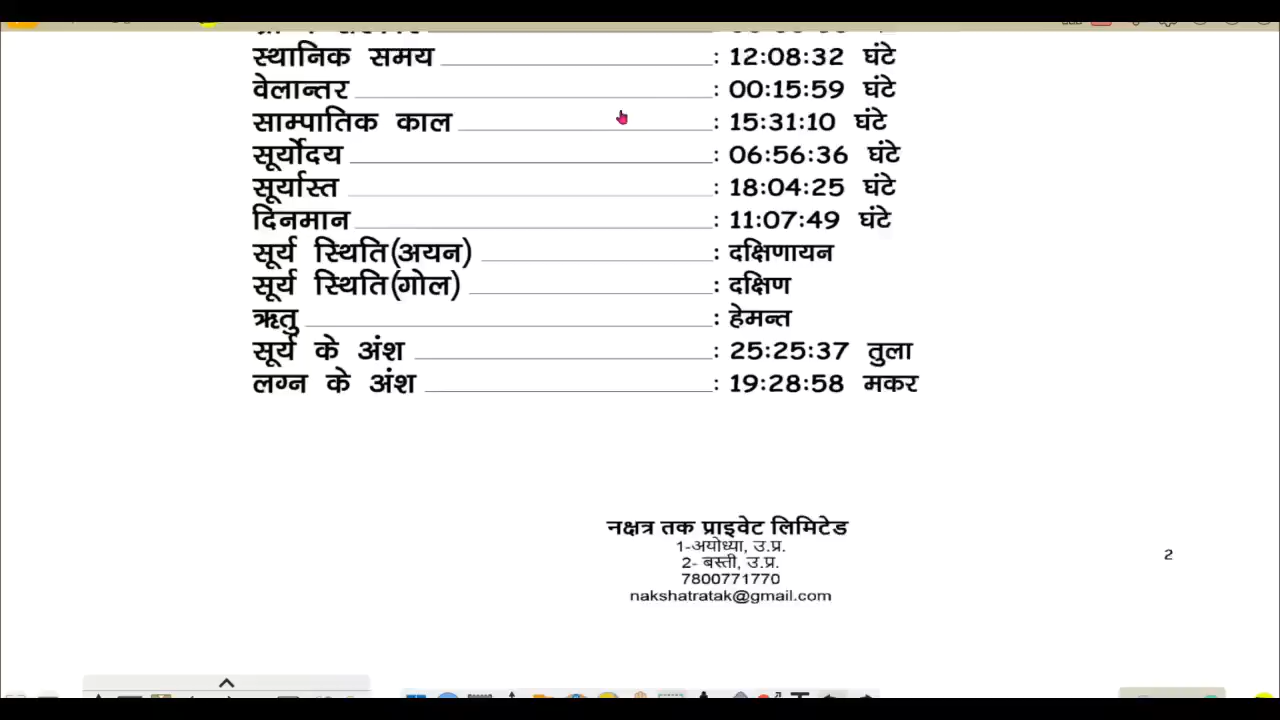 स्थानिक समय : 12:08:32 घंटे
वेलान्तर : 00:15:59 घंटे
साम्पातिक काल : 15:31:10 घंटे
सूर्योदय : 06:56:36 घंटे
सूर्यास्त : 18:04:25 घंटे
दिनमान : 11:07:49 घंटे
सूर्य स्थिति(अयन) : दक्षिणायन
सूर्य स्थिति(गोल) : दक्षिण
ऋतु : हेमन्त
सूर्य के अंश : 25:25:37 तुला
लग्न के अंश : 19:28:58 मकर
नक्षत्र तक प्राइवेट लिमिटेड
1-अयोध्या, उ.प्र.
2- बस्ती, उ.प्र.
7800771770
nakshatratak@gmail.com
2